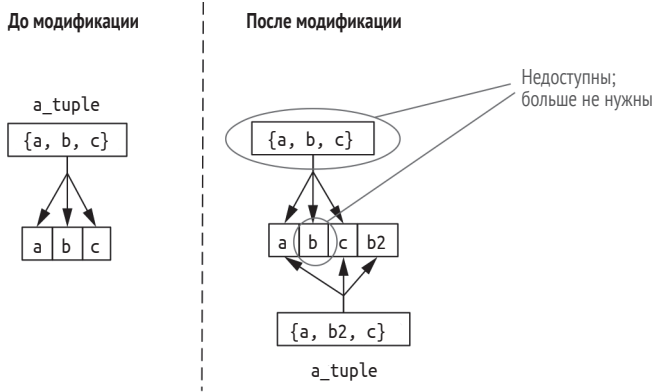 До модификации
После модификации
Недоступны;
больше не нужны
a_tuple
{a, b, c}
{a, b, c}
a b c
a b c b2
{a, b2, c}
a_tuple